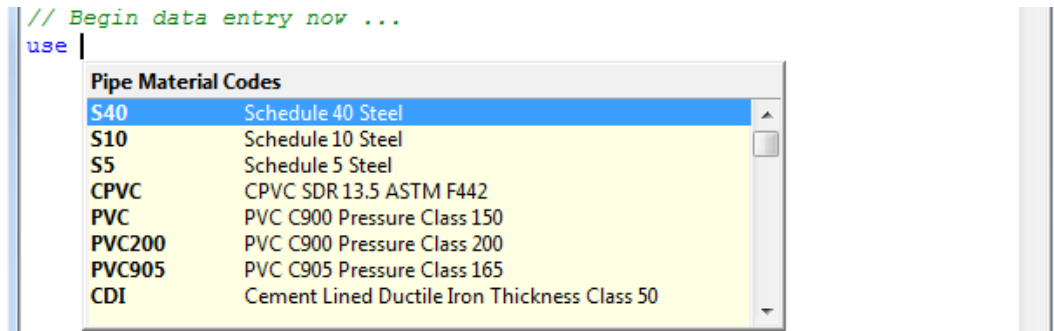 // Begin data entry now ...
use
Pipe Material Codes
S40 Schedule 40 Steel
S10 Schedule 10 Steel
S5 Schedule 5 Steel
CPVC CPVC SDR 13.5 ASTM F442
PVC PVC C900 Pressure Class 150
PVC200 PVC C900 Pressure Class 200
PVC905 PVC C905 Pressure Class 165
CDI Cement Lined Ductile Iron Thickness Class 50